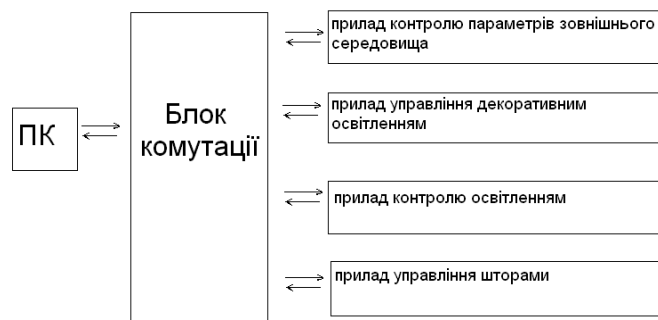 ПК
Блок
комутації
прилад контролю параметрів зовнішнього
середовища
прилад управління декоративним
освітленням
прилад контролю освітленням
прилад управління шторами